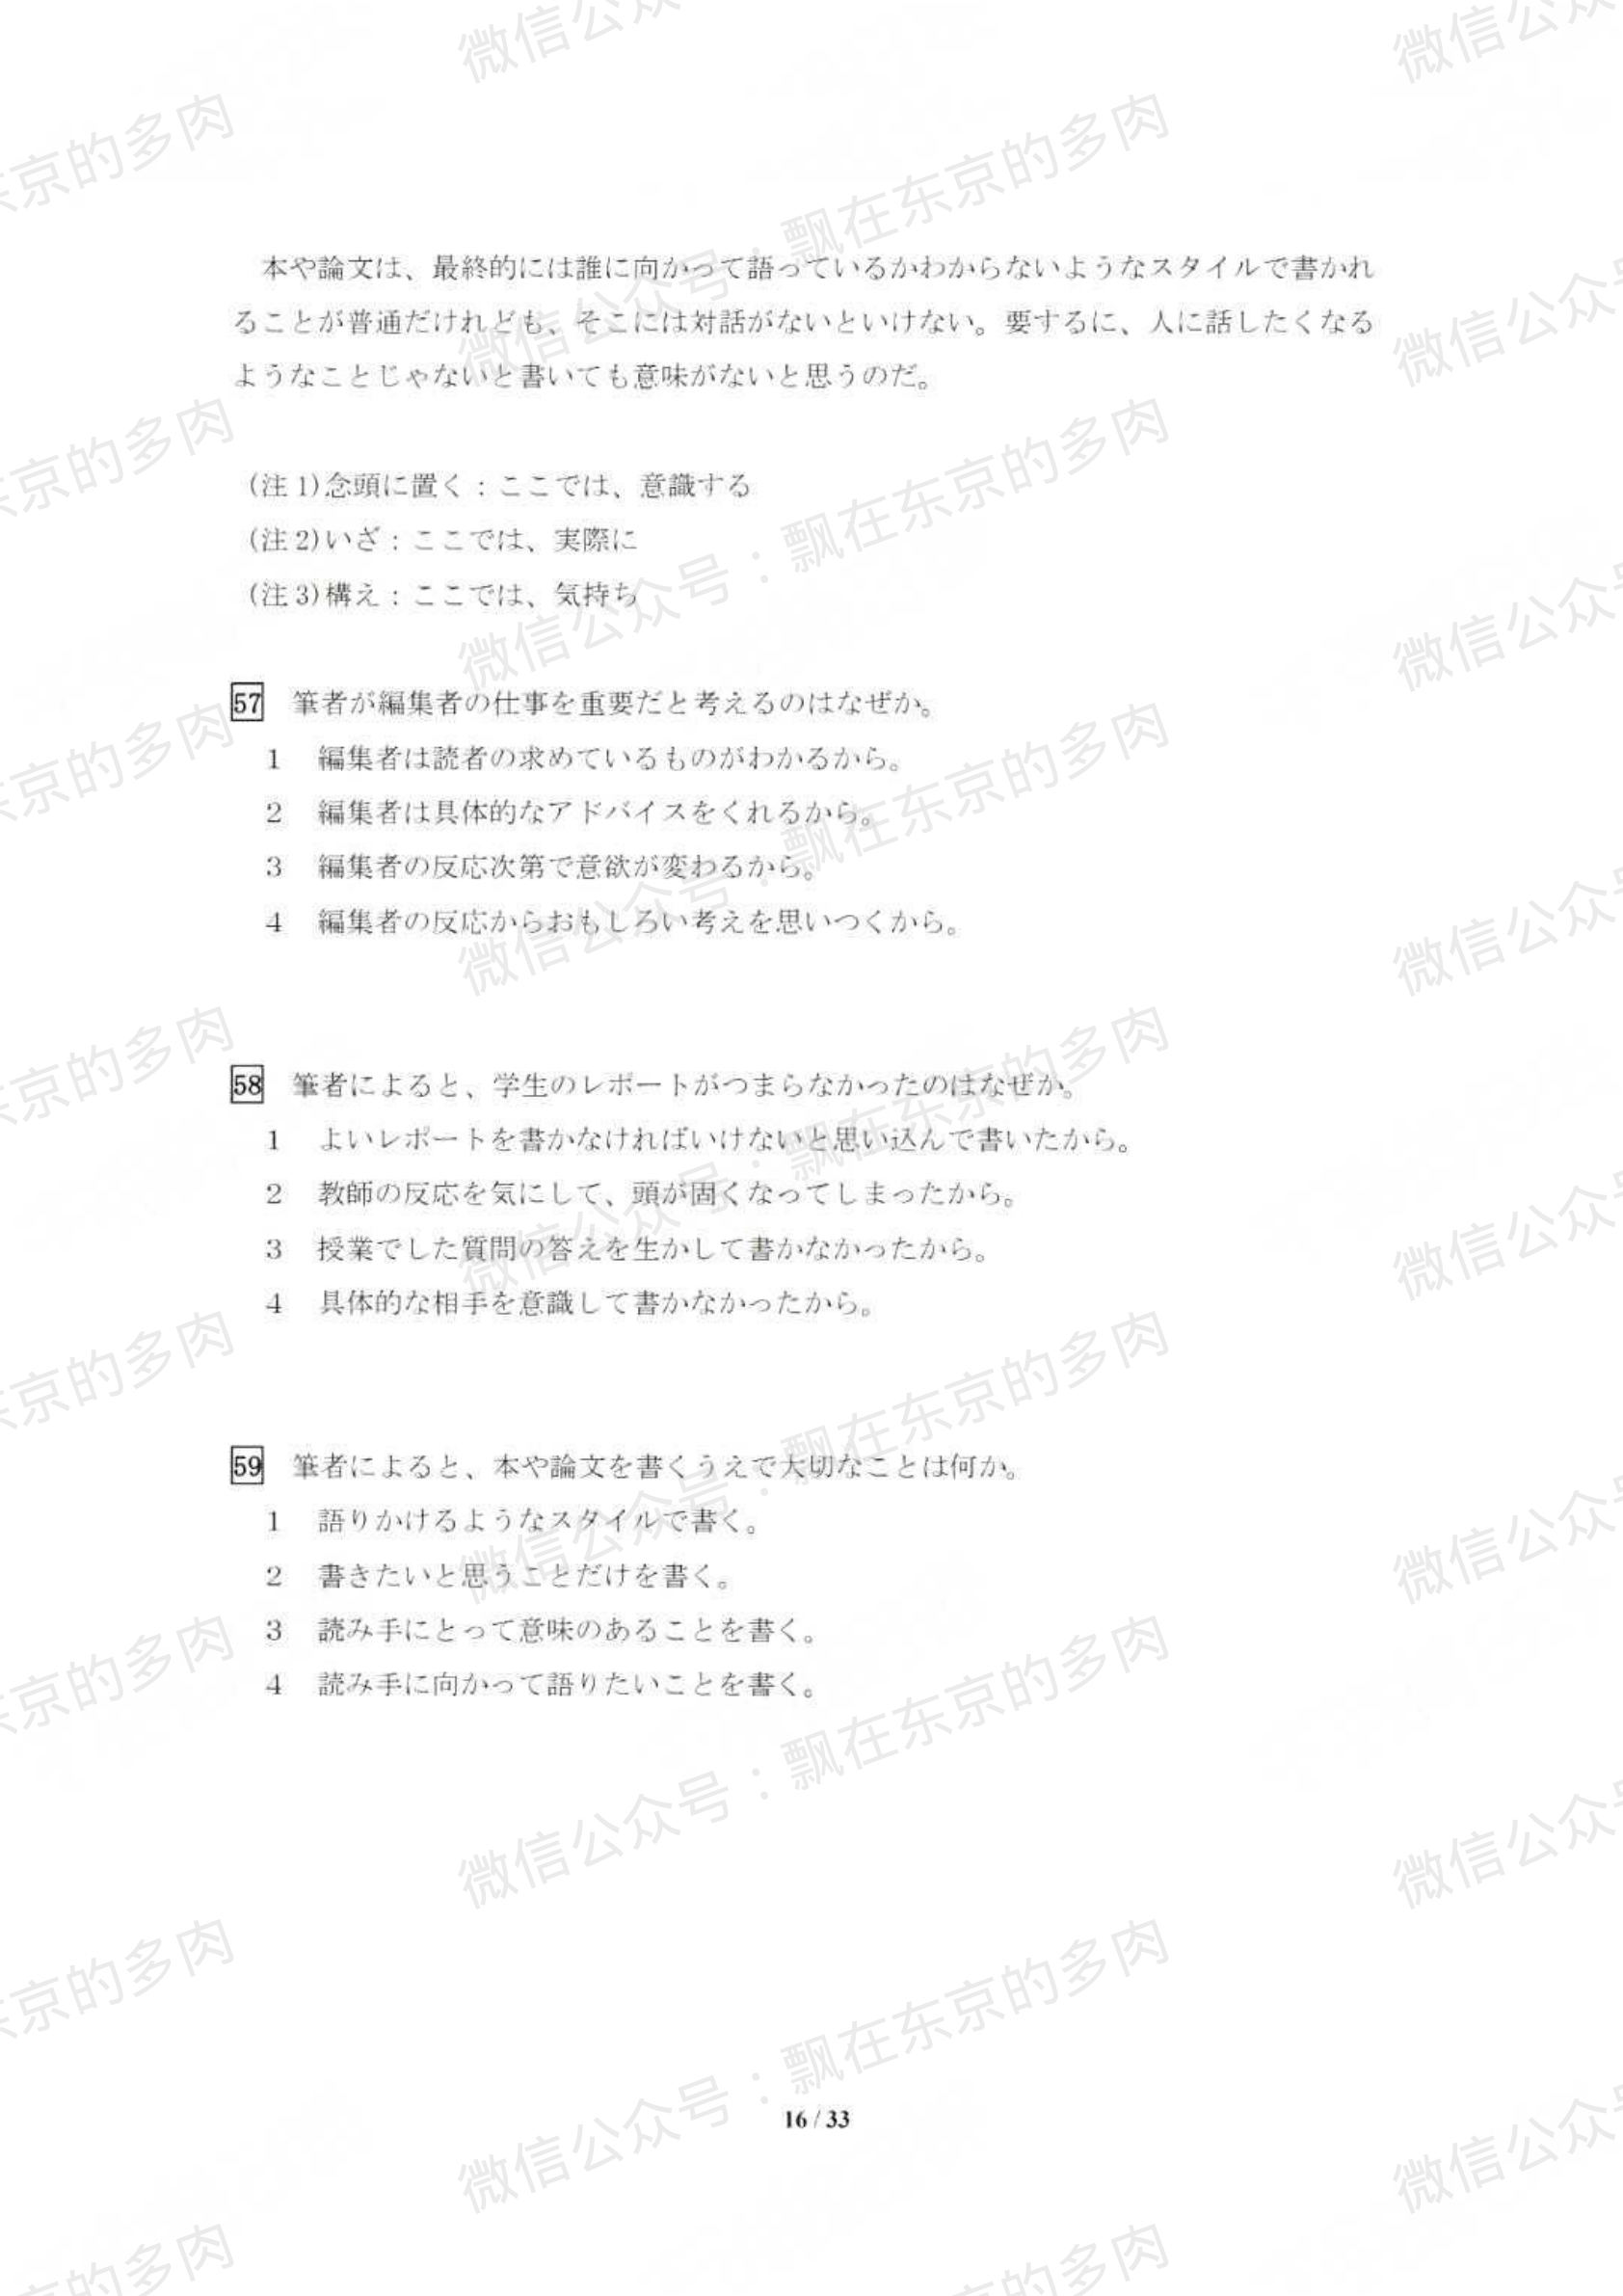 本や論文は、最終的には誰に向かって語っているかわからないようなスタイルで書かれ
ることが普通だけれども、そこには対話がないといけない。要するに、人に話したくなる
ようなことじゃないと書いても意味がないと思うのだ。
(注1)念頭に置く:ここでは、意識する
(注2)いざ:ここでは、実際に
(注3)構え:ここでは、気持ち
57 筆者が編集者の仕事を重要だと考えるのはなぜか。
1 編集者は読者の求めているものがわかるから。
2 編集者は具体的なアドバイスをくれるから。
3 編集者の反応次第で意欲が変わるから。
4 編集者の反応からおもしろい考えを思いつくから。
58 筆者によると、学生のレポートがつまらなかったのはなぜか。
1 よいレポートを書かなければいけないと思い込んで書いたから。
2 教師の反応を気にして、頭が固くなってしまったから。
3 授業でした質問の答えを生かして書かなかったから。
4 具体的な相手を意識して書かなかったから。
59 筆者によると、本や論文を書くうえで大切なことは何か。
1 語りかけるようなスタイルで書く。
2 書きたいと思うことだけを書く。
3 読み手にとって意味のあることを書く。
4 読み手に向かって語りたいことを書く。
16 / 33
微信公众号:飘在东京的多肉